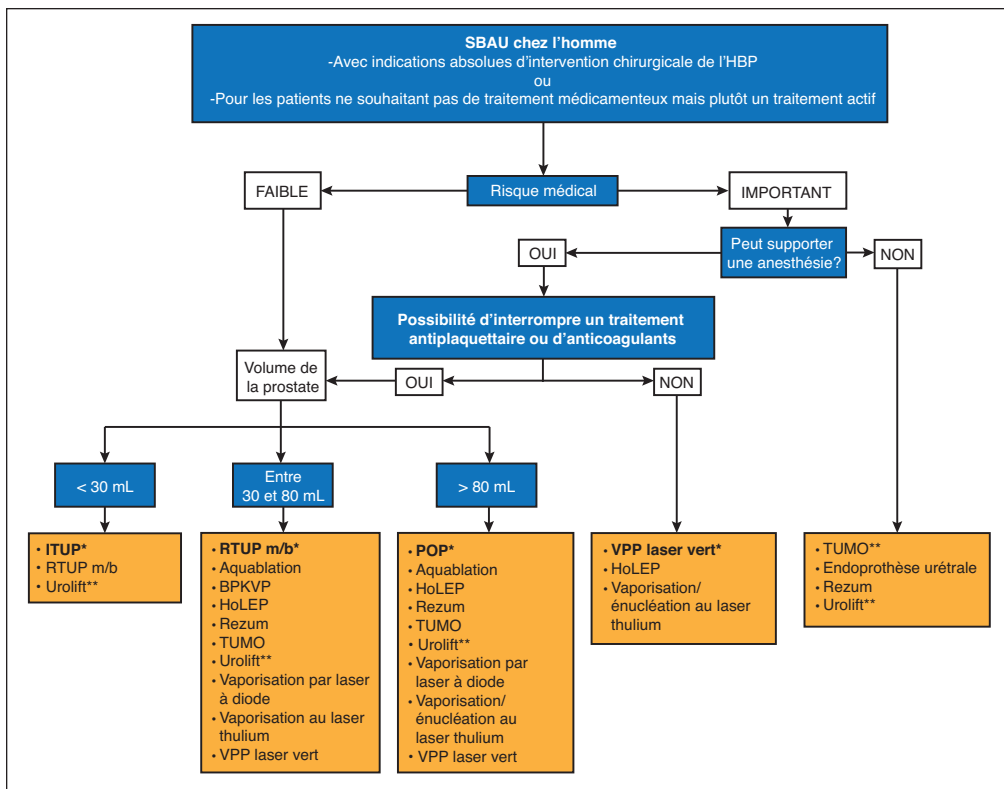 SBAU chez l'homme
-Avec indications absolues d'intervention chirurgicale de l'HBP
ou
-Pour les patients ne souhaitant pas de traitement médicamenteux mais plutôt un traitement actif
FAIBLE
Risque médical
IMPORTANT
OUI
Peut supporter
une anesthésie?
NON
Possibilité d'interrompre un traitement
antiplaquettaire ou d'anticoagulants
Volume de
la prostate
OUI
NON
< 30 mL
Entre
30 et 80 mL
> 80 mL
• ITUP*
• RTUP m/b
• Urolift**
• RTUP m/b*
• Aquablation
• BPKVP
• HoLEP
• Rezum
• TUMO
• Urolift**
• Vaporisation par laser
à diode
• Vaporisation au laser
thulium
• VPP laser vert
• POP*
• Aquablation
• HoLEP
• Rezum
• TUMO
• Urolift**
• Vaporisation par
laser à diode
• Vaporisation/
énucléation au
laser thulium
• VPP laser vert
• VPP laser vert*
• HoLEP
• Vaporisation/
énucléation au laser
thulium
• TUMO**
• Endoprothèse urétrale
• Rezum
• Urolift**